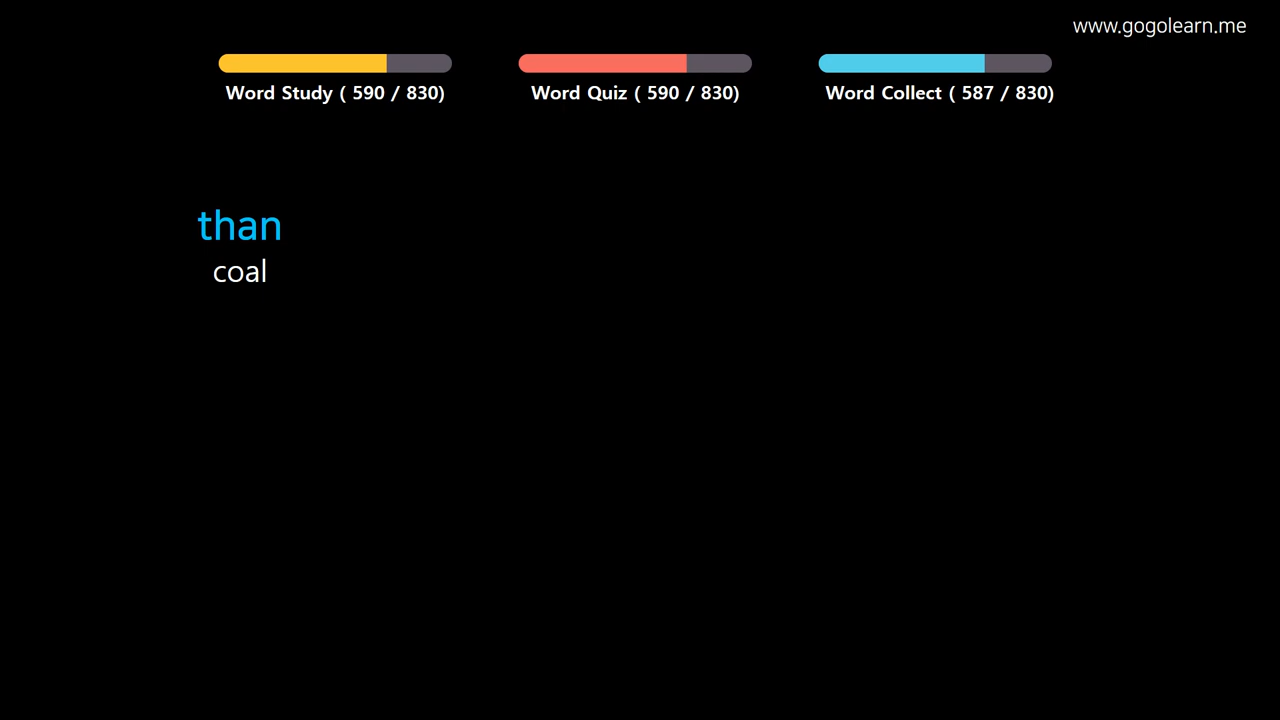 www.gogolearn.me
Word Study ( 590 / 830)
Word Quiz ( 590 / 830)
Word Collect ( 587 / 830)
than
coal